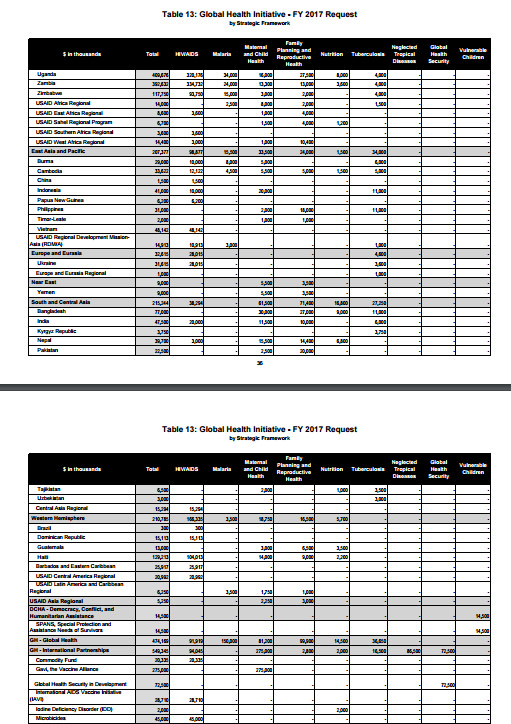 Table 13: Global Health Initiative - FY 2017 Request
by Strategic Framework
$ in thousands Total HIV/AIDS Malaria Maternal and Child Health Family Planning and Reproductive Health Nutrition Tuberculosis Neglected Tropical Diseases Global Health Security Vulnerable Children
Uganda 409,676 320,176 34,000 16,000 27,500 8,000 4,000 - - -
Zambia 392,633 334,733 24,000 13,300 13,000 3,600 4,000 - - -
Zimbabwe 117,750 93,750 15,000 3,000 2,000 - 4,000 - - -
USAID Africa Regional 14,000 - 2,500 8,000 2,000 - 1,500 - - -
USAID East Africa Regional 8,600 3,600 - 1,000 4,000 - - - - -
USAID Sahel Regional Program 6,700 - - 1,500 4,000 1,200 - - - -
USAID Southern Africa Regional 3,600 3,600 - - - - - - - -
USAID West Africa Regional 14,400 3,000 - 1,000 10,400 - - - - -
East Asia and Pacific 207,377 98,877 15,500 33,500 24,000 1,500 34,000 - - -
Burma 29,000 10,000 8,000 5,000 - - 6,000 - - -
Cambodia 33,622 12,122 4,500 5,500 5,000 1,500 5,000 - - -
China 1,500 1,500 - - - - - - - -
Indonesia 41,000 10,000 - 20,000 - - 11,000 - - -
Papua New Guinea 6,200 6,200 - - - - - - - -
Philippines 31,000 - - 2,000 18,000 - 11,000 - - -
Timor-Leste 2,000 - - 1,000 1,000 - - - - -
Vietnam 48,142 48,142 - - - - - - - -
USAID Regional Development Mission-
Asia (RDM/A) 14,913 10,913 3,000 - - - 1,000 - - -
Europe and Eurasia 32,615 28,015 - - - - 4,600 - - -
Ukraine 31,615 28,015 - - - - 3,600 - - -
Europe and Eurasia Regional 1,000 - - - - - 1,000 - - -
Near East 9,000 - - 5,500 3,500 - - - - -
Yemen 9,000 - - 5,500 3,500 - - - - -
South and Central Asia 215,244 38,294 - 61,500 71,400 16,800 27,250 - - -
Bangladesh 77,000 - - 30,000 27,000 9,000 11,000 - - -
India 47,500 20,000 - 11,500 10,000 - 6,000 - - -
Kyrgyz Republic 3,750 - - - - - 3,750 - - -
Nepal 39,700 3,000 - 15,500 14,400 6,800 - - - -
Pakistan 22,500 - - 2,500 20,000 - - - - -
36
Table 13: Global Health Initiative - FY 2017 Request
by Strategic Framework
$ in thousands Total HIV/AIDS Malaria Maternal and Child Health Family Planning and Reproductive Health Nutrition Tuberculosis Neglected Tropical Diseases Global Health Security Vulnerable Children
Tajikistan 6,500 - - 2,000 - 1,000 3,500 - - -
Uzbekistan 3,000 - - - - - 3,000 - - -
Central Asia Regional 15,294 15,294 - - - - - - - -
Western Hemisphere 210,785 166,335 3,500 18,750 16,500 5,700 - - - -
Brazil 300 300 - - - - - - - -
Dominican Republic 15,113 15,113 - - - - - - - -
Guatemala 13,000 - - 3,000 6,500 3,500 - - - -
Haiti 129,213 104,013 - 14,000 9,000 2,200 - - - -
Barbados and Eastern Caribbean 25,917 25,917 - - - - - - - -
USAID Central America Regional 20,992 20,992 - - - - - - - -
USAID Latin America and Caribbean
Regional 6,250 - 3,500 1,750 1,000 - - - - -
USAID Asia Regional 5,250 - - 2,250 3,000 - - - - -
DCHA - Democracy, Conflict, and
Humanitarian Assistance 14,500 - - - - - - - - 14,500
SPANS, Special Protection and
Assistance Needs of Survivors 14,500 - - - - - - - - 14,500
GH - Global Health 474,169 91,919 150,000 81,200 99,900 14,500 36,650 - - -
GH - International Partnerships 549,345 94,045 - 275,000 2,800 2,000 16,500 86,500 72,500 -
Commodity Fund 20,335 20,335 - - - - - - - -
Gavi, the Vaccine Alliance 275,000 - - 275,000 - - - - - -
Global Health Security in Development 72,500 - - - - - - - 72,500 -
International AIDS Vaccine Initiative
(IAVI) 28,710 28,710 - - - - - - - -
Iodine Deficiency Disorder (IDD) 2,000 - - - - 2,000 - - - -
Microbicides 45,000 45,000 - - - - - - - -